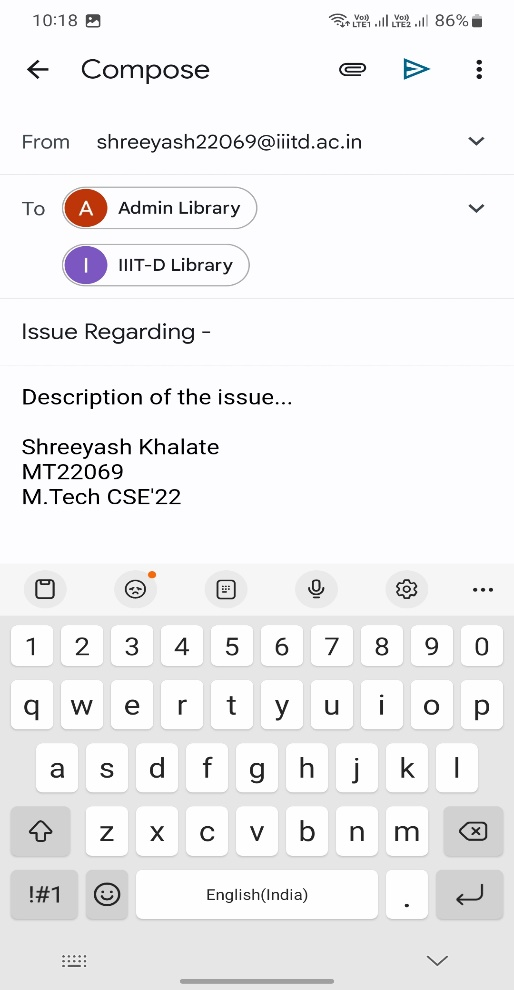 10:18 Vo)) LTE1 Vo)) LTE2 86%
Compose
From shreeyash22069@iiitd.ac.in
To A Admin Library
I IIIT-D Library
Issue Regarding -
Description of the issue...
Shreeyash Khalate
MT22069
M.Tech CSE'22
1 2 3 4 5 6 7 8 9 0
q w e r t y u i o p
a s d f g h j k l
z x c v b n m
!#1 English(India) .